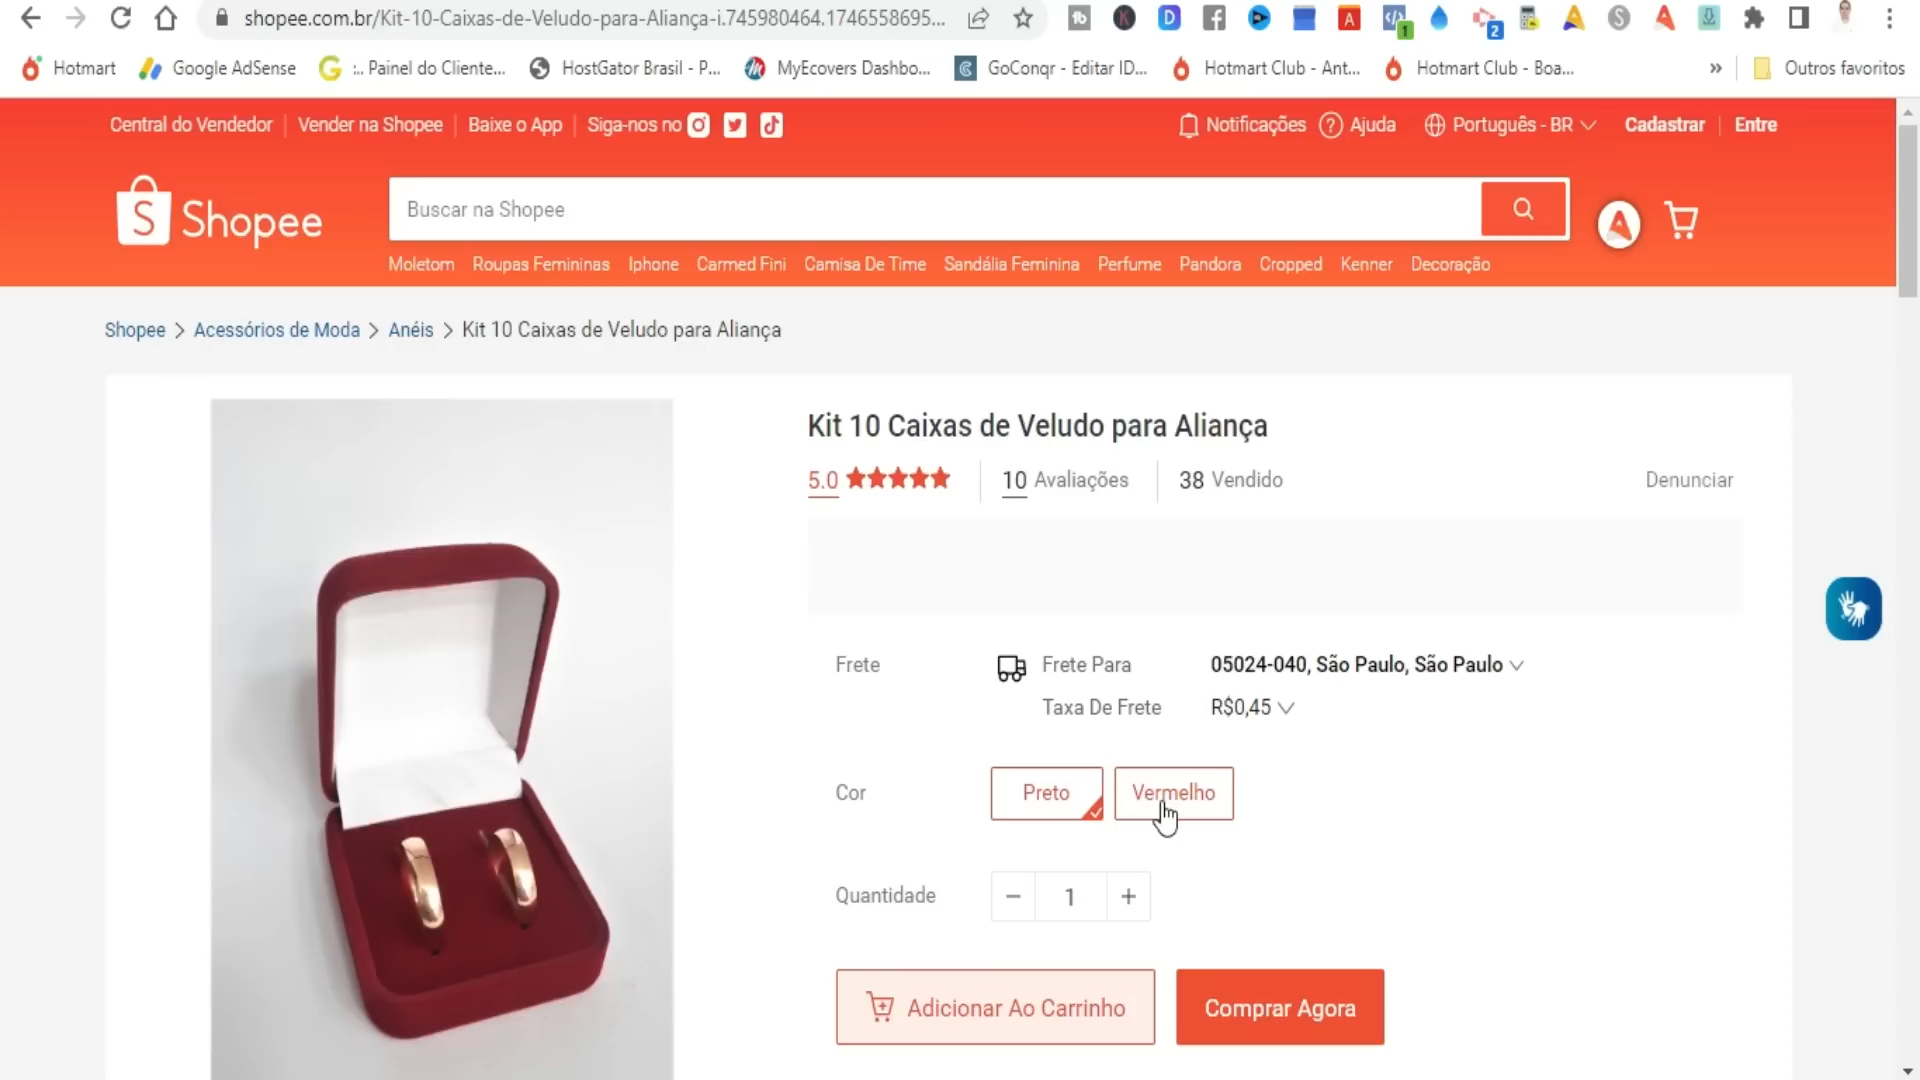 shopee.com.br/Kit-10-Caixas-de-Veludo-para-Aliança-i.745980464.1746558695...
Hotmart
Google AdSense
:.. Painel do Cliente...
HostGator Brasil - P...
MyEcovers Dashbo...
GoConqr - Editar ID...
Hotmart Club - Ant...
Hotmart Club - Boa...
»
Outros favoritos
Central do Vendedor | Vender na Shopee | Baixe o App | Siga-nos no
Notificações
Ajuda
Português - BR
Cadastrar | Entre
Shopee
Buscar na Shopee
Moletom Roupas Femininas Iphone Carmed Fini Camisa De Time Sandália Feminina Perfume Pandora Cropped Kenner Decoração
Shopee > Acessórios de Moda > Anéis > Kit 10 Caixas de Veludo para Aliança
Kit 10 Caixas de Veludo para Aliança
5.0
10 Avaliações
38 Vendido
Denunciar
Frete
Frete Para
05024-040, São Paulo, São Paulo
Taxa De Frete
R$0,45
Cor
Preto
Vermelho
Quantidade
− 1 +
Adicionar Ao Carrinho
Comprar Agora